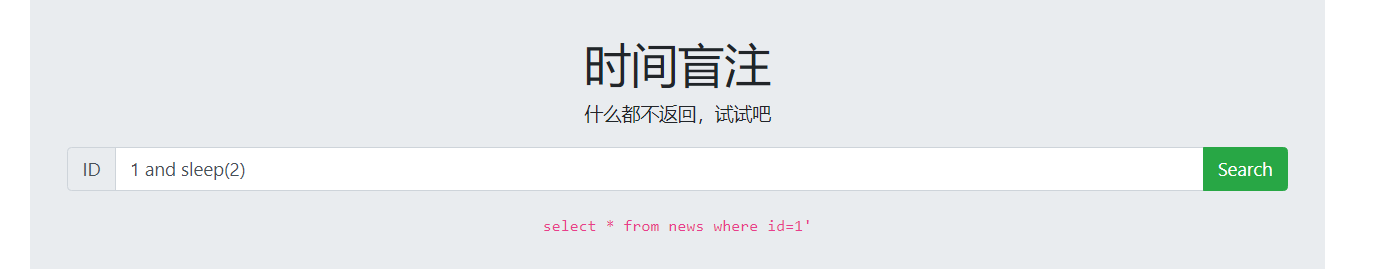 时间盲注
什么都不返回，试试吧
ID 1 and sleep(2) Search
select * from news where id=1'